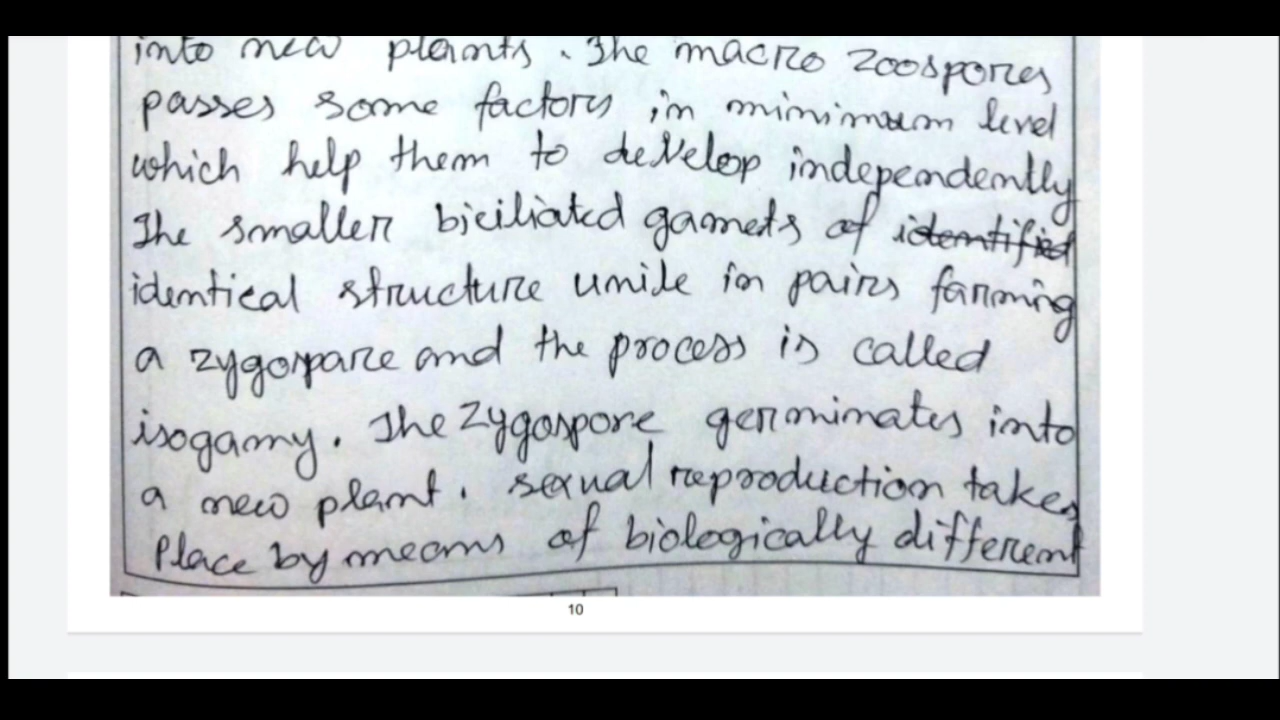 into new plants. The macro zoospores
passes some factors in minimum level
which help them to develop independently
The smaller biciliated gamets of identified
identical structure unite in pairs farming
a zygospare and the process is called
isogamy. The Zygospore germinates into
a new plant. sexual reproduction takes
Place by means of biologically different
10